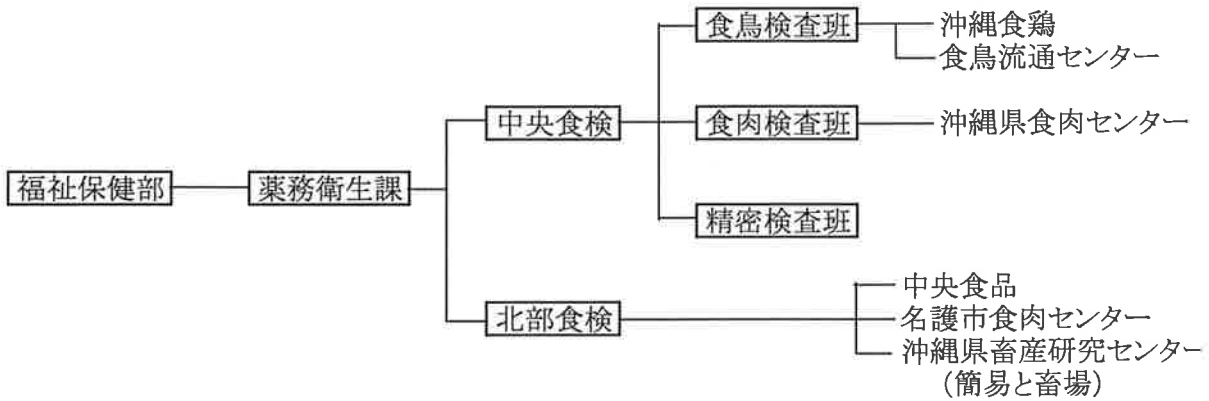 食鳥検査班
沖縄食鶏
食鳥流通センター
中央食検
食肉検査班
沖縄県食肉センター
福祉保健部
薬務衛生課
精密検査班
北部食検
中央食品
名護市食肉センター
沖縄県畜産研究センター
(簡易と畜場)